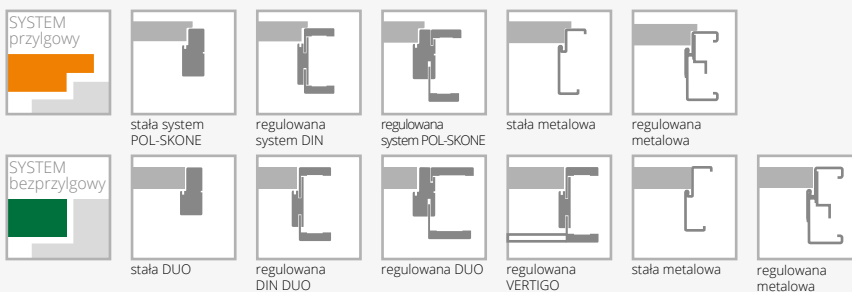 SYSTEM
przylgowy
stała system
POL-SKONE
regulowana
system DIN
regulowana
system POL-SKONE
stała metalowa
regulowana
metalowa
SYSTEM
bezprzylgowy
stała DUO
regulowana
DIN DUO
regulowana DUO
regulowana
VERTIGO
stała metalowa
regulowana
metalowa